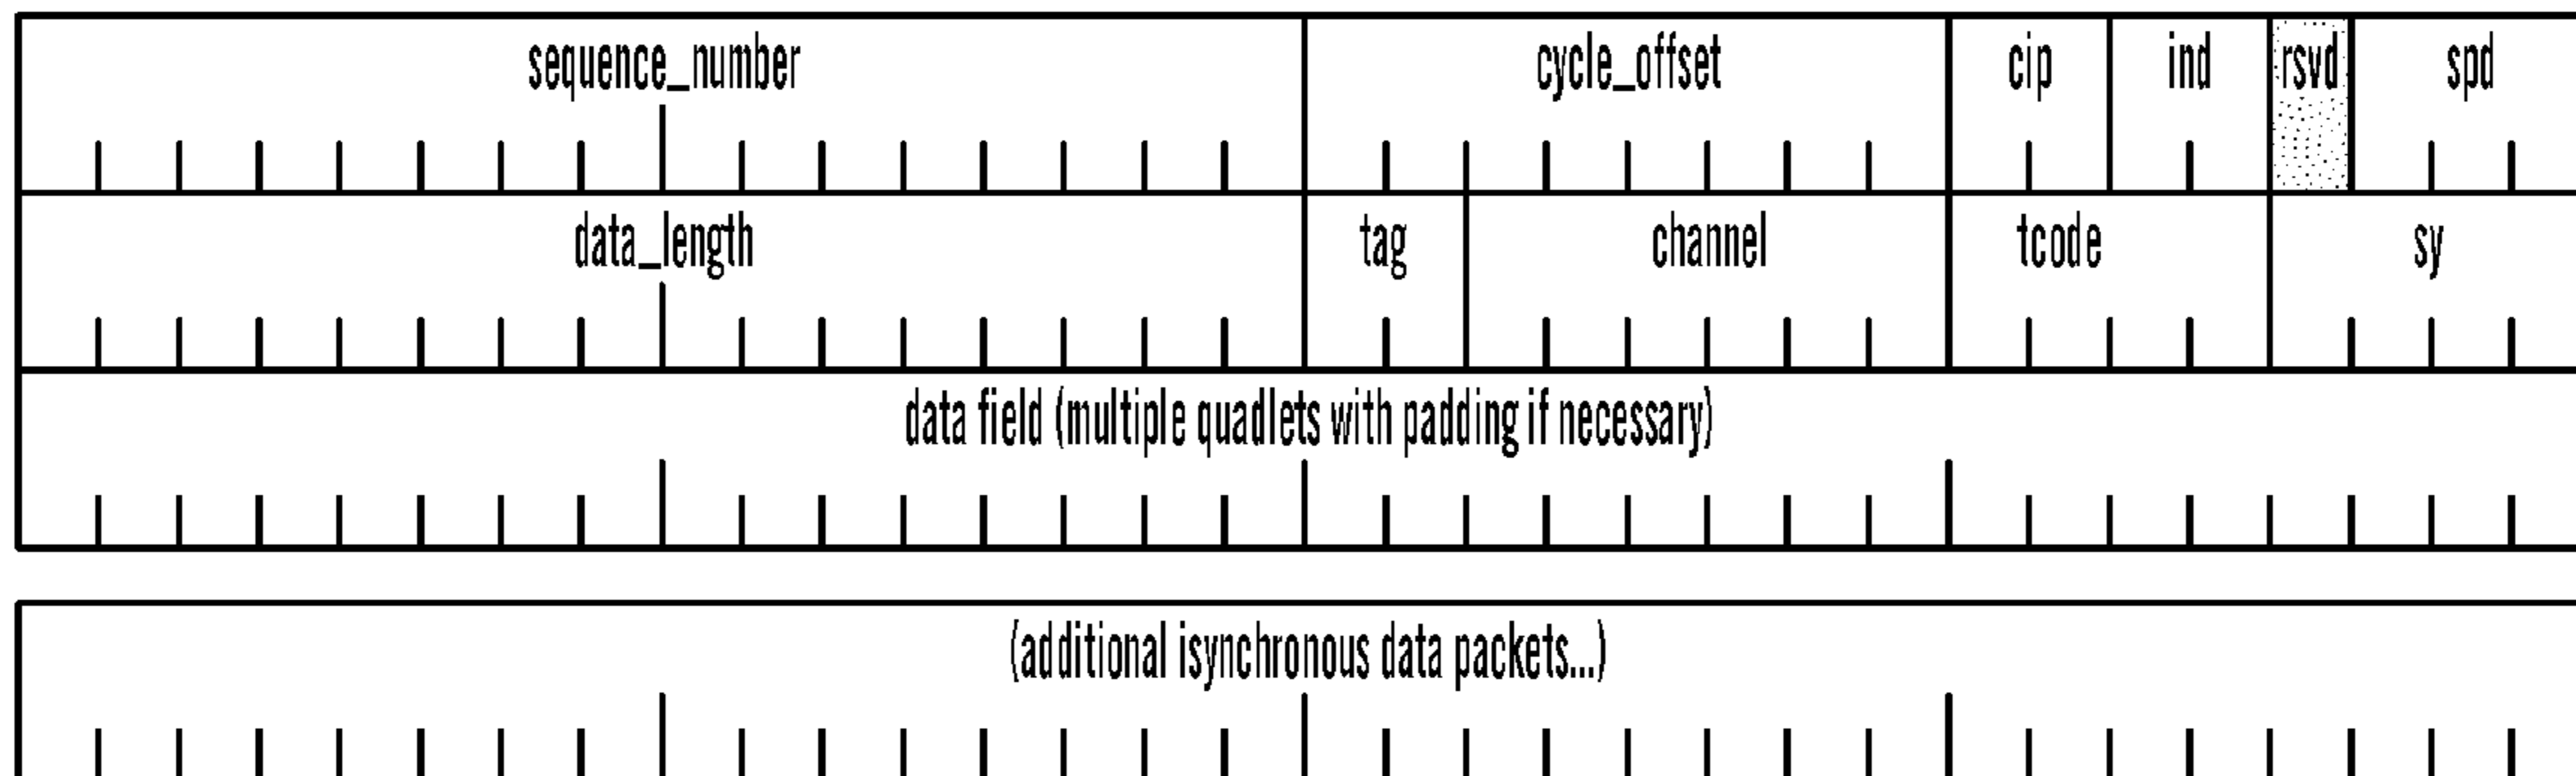 sequence_number cycle_offset cip ind rsvd spd
data_length tag channel tcode sy
data field (multiple quadlets with padding if necessary)
(additional isynchronous data packets...)